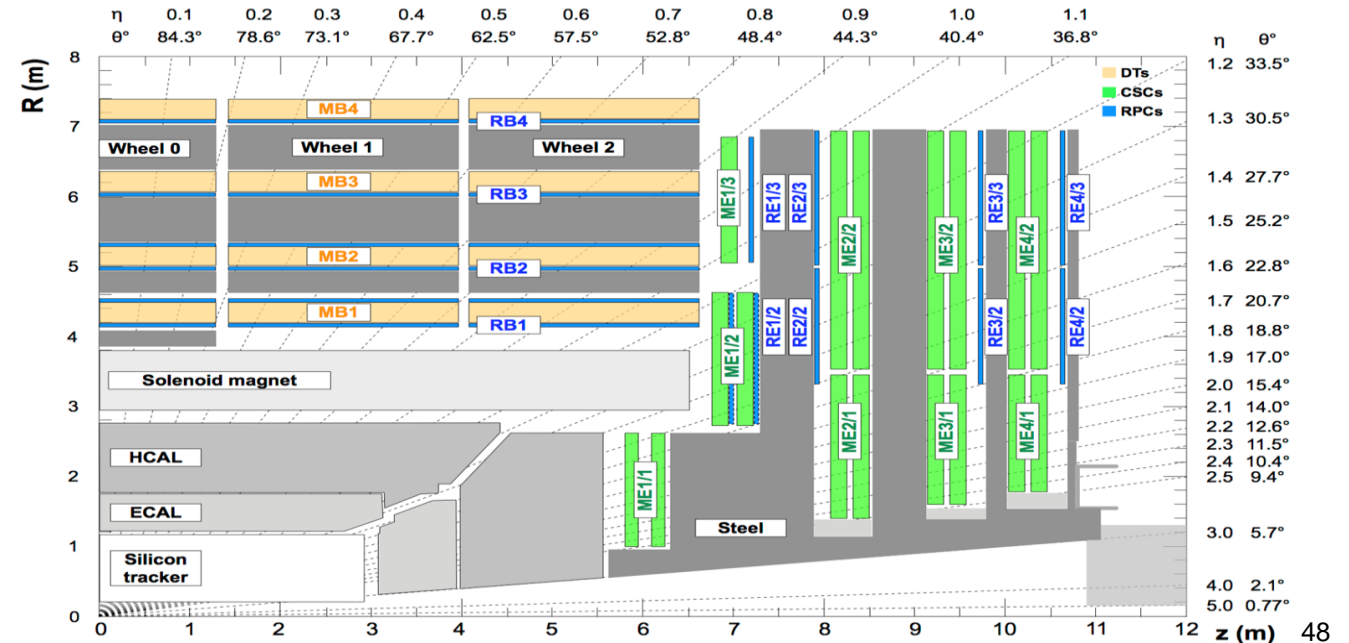 η 0.1 0.2 0.3 0.4 0.5 0.6 0.7 0.8 0.9 1.0 1.1
θ° 84.3° 78.6° 73.1° 67.7° 62.5° 57.5° 52.8° 48.4° 44.3° 40.4° 36.8° η θ°
R (m)
8
7
6
5
4
3
2
1
0
DTs
CSCs
RPCs
MB4
RB4
Wheel 0 Wheel 1 Wheel 2
MB3
RB3
MB2
RB2
MB1
RB1
Solenoid magnet
HCAL
ECAL
Silicon
tracker
Steel
ME1/3
RE1/3
RE2/3
ME2/2
ME3/2
RE3/3
ME4/2
RE4/3
ME1/2
RE1/2
RE2/2
RE3/2
RE4/2
ME1/1
ME2/1
ME3/1
ME4/1
1.2 33.5°
1.3 30.5°
1.4 27.7°
1.5 25.2°
1.6 22.8°
1.7 20.7°
1.8 18.8°
1.9 17.0°
2.0 15.4°
2.1 14.0°
2.2 12.6°
2.3 11.5°
2.4 10.4°
2.5 9.4°
3.0 5.7°
4.0 2.1°
5.0 0.77°
0 1 2 3 4 5 6 7 8 9 10 11 12 z (m)
48